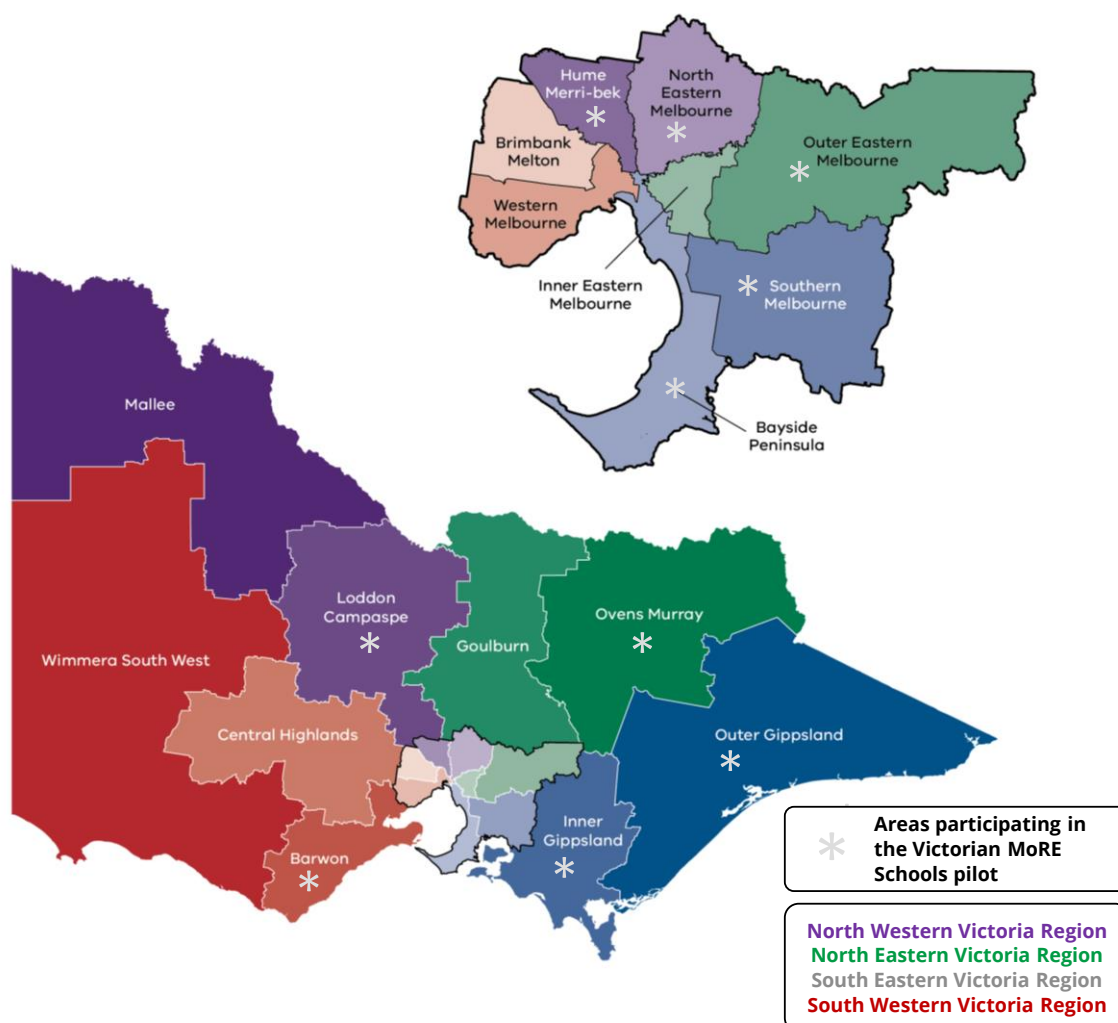 Hume
Merri-bek
North
Eastern
Melbourne
Brimbank
Melton
Outer Eastern
Melbourne
Western
Melbourne
Inner Eastern
Melbourne
Southern
Melbourne
Bayside
Peninsula
Mallee
Loddon
Campaspe
Ovens Murray
Goulburn
Wimmera South West
Central Highlands
Outer Gippsland
Inner
Gippsland
Barwon
Areas participating in
the Victorian MoRE
Schools pilot
North Western Victoria Region
North Eastern Victoria Region
South Eastern Victoria Region
South Western Victoria Region